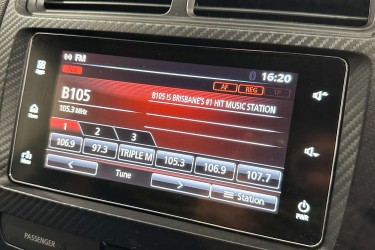 FM
16:20
AF REG TP
B105
B105 IS BRISBANE'S #1 HIT MUSIC STATION
105.3 MHz
1 2 3
106.9 97.3 TRIPLE M 105.3 106.9 107.7
< Tune > Station
PWR
PASSENGER